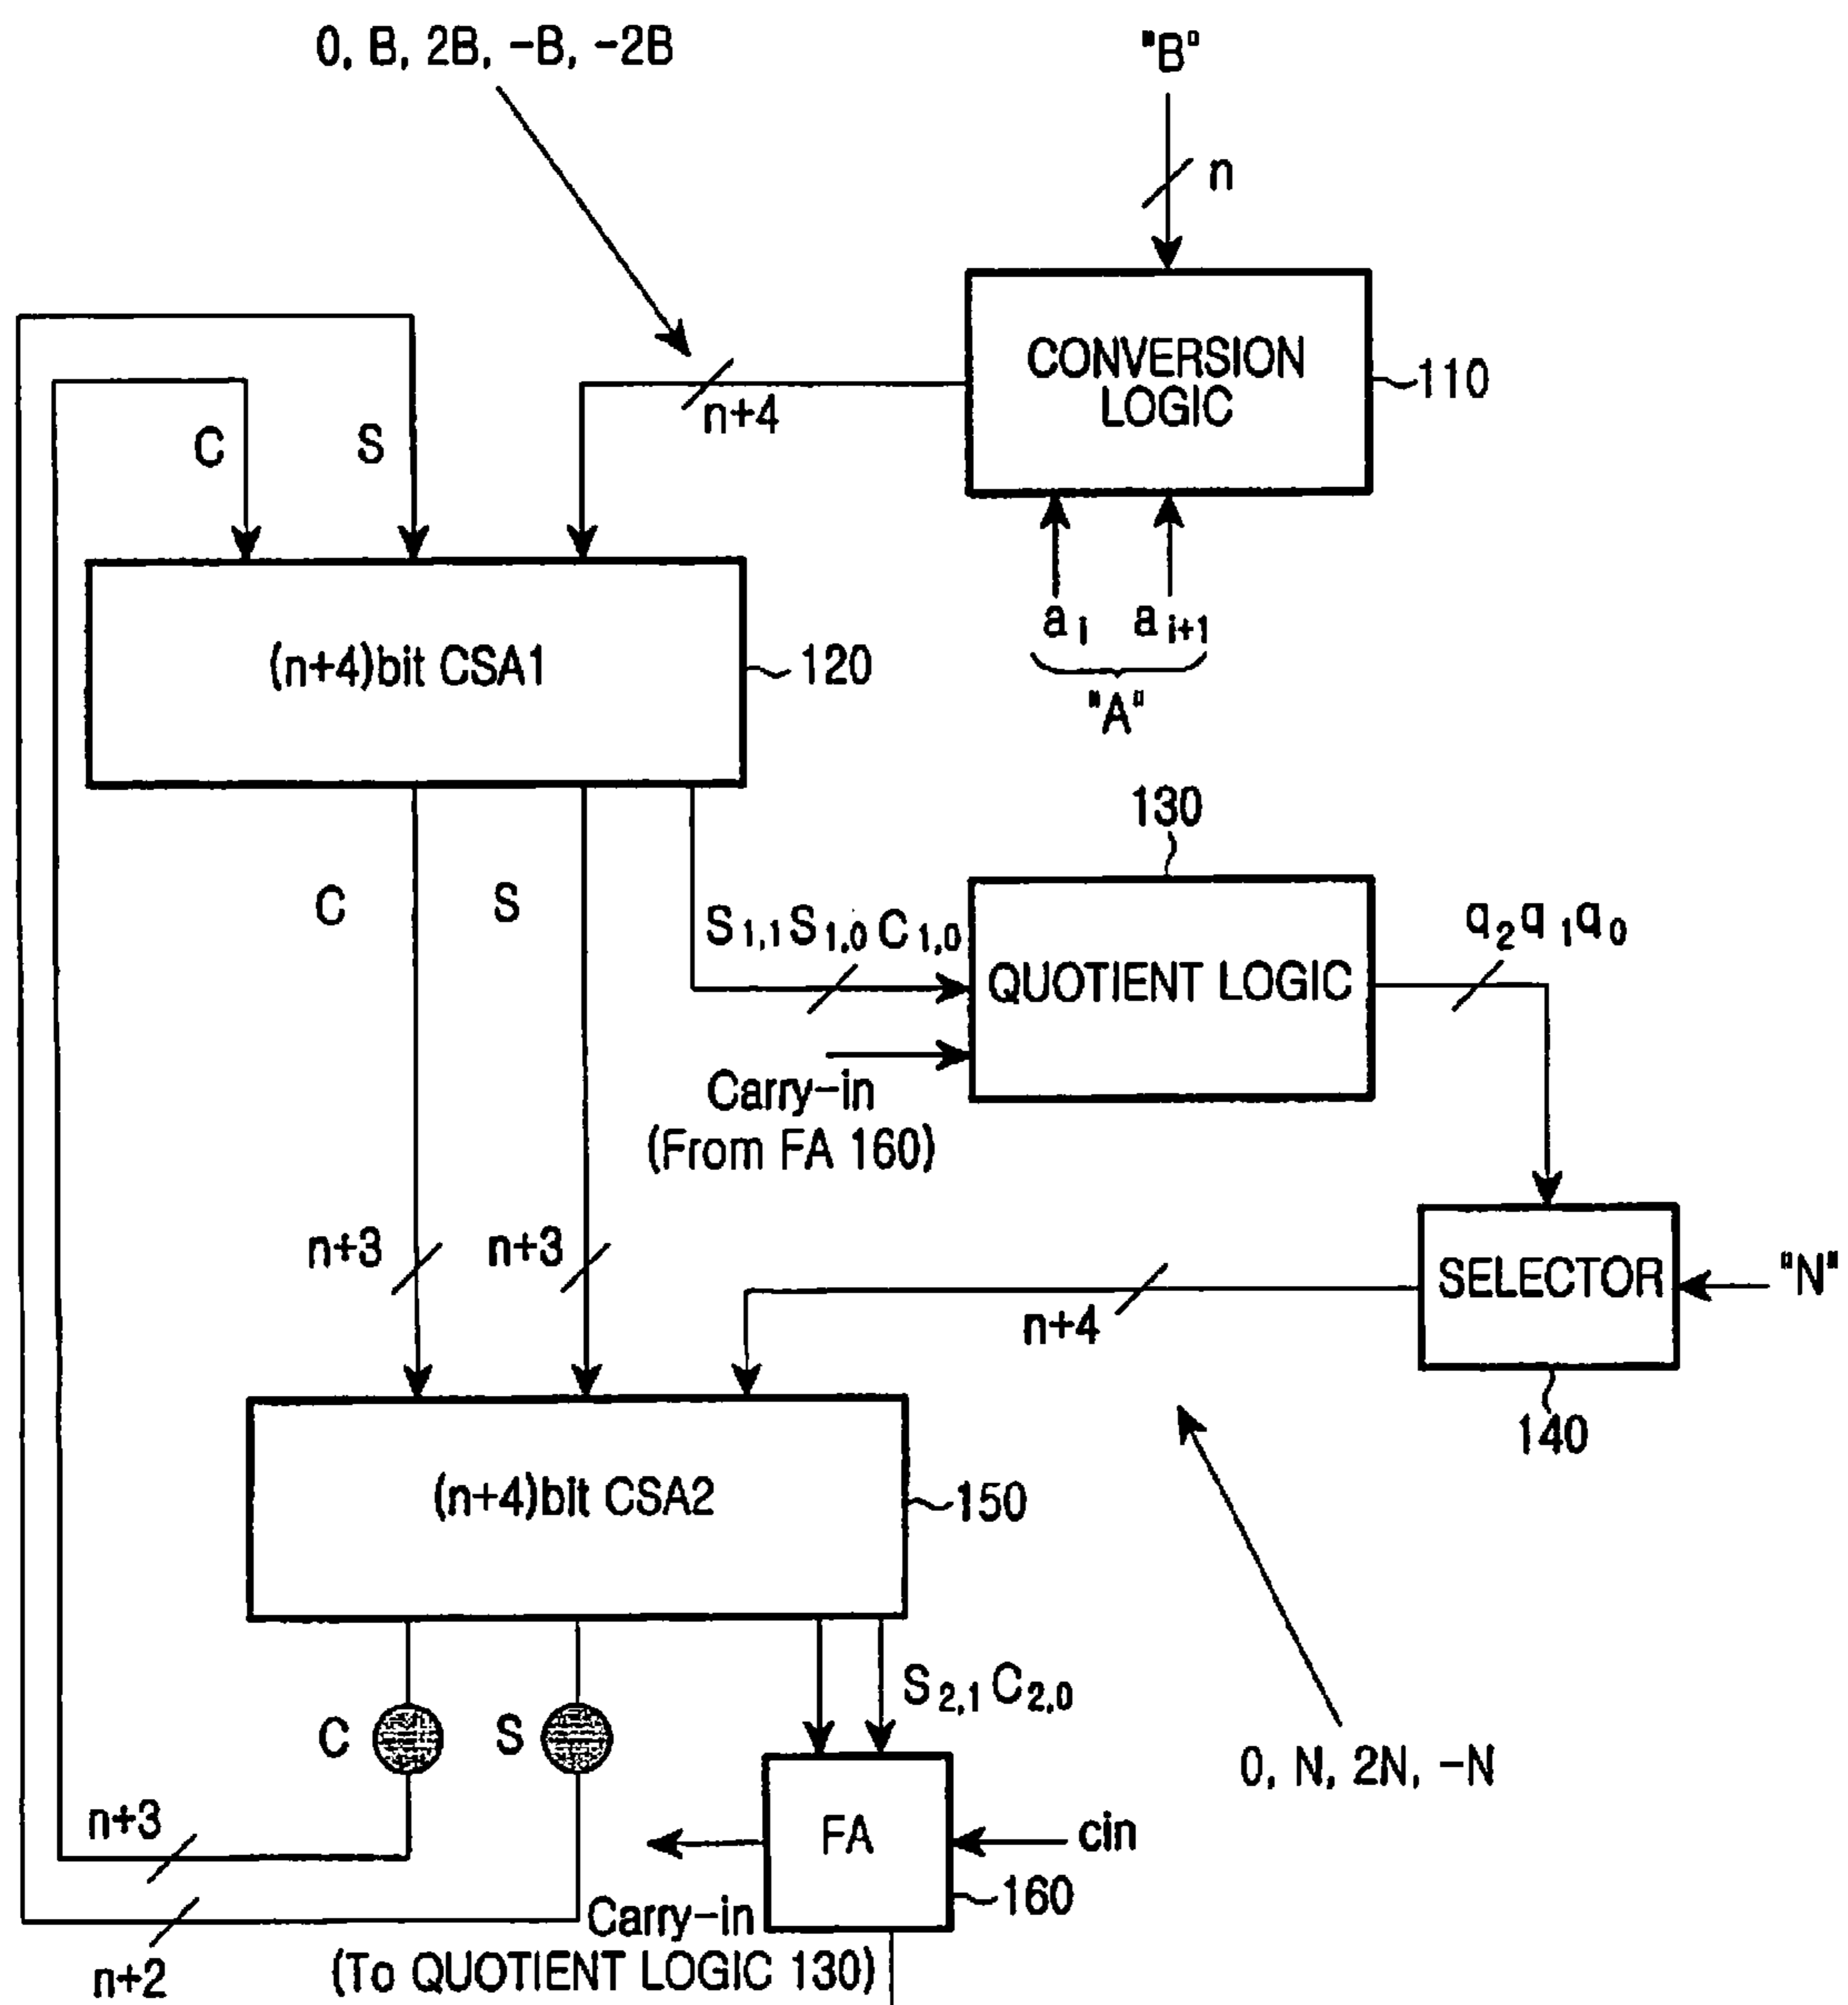 0, B, 2B, -B, -2B
"B"
n
CONVERSION
LOGIC
110
n+4
C
S
a i
a i+1
"A"
(n+4)bit CSA1
120
130
C
S
S 1,1 S 1,0 C 1,0
QUOTIENT LOGIC
q 2 q 1 q 0
Carry-in
(From FA 160)
n+3
n+3
SELECTOR
"N"
n+4
140
(n+4)bit CSA2
150
S 2,1 C 2,0
C
S
0, N, 2N, -N
n+3
FA
cin
160
Carry-in
(To QUOTIENT LOGIC 130)
n+2